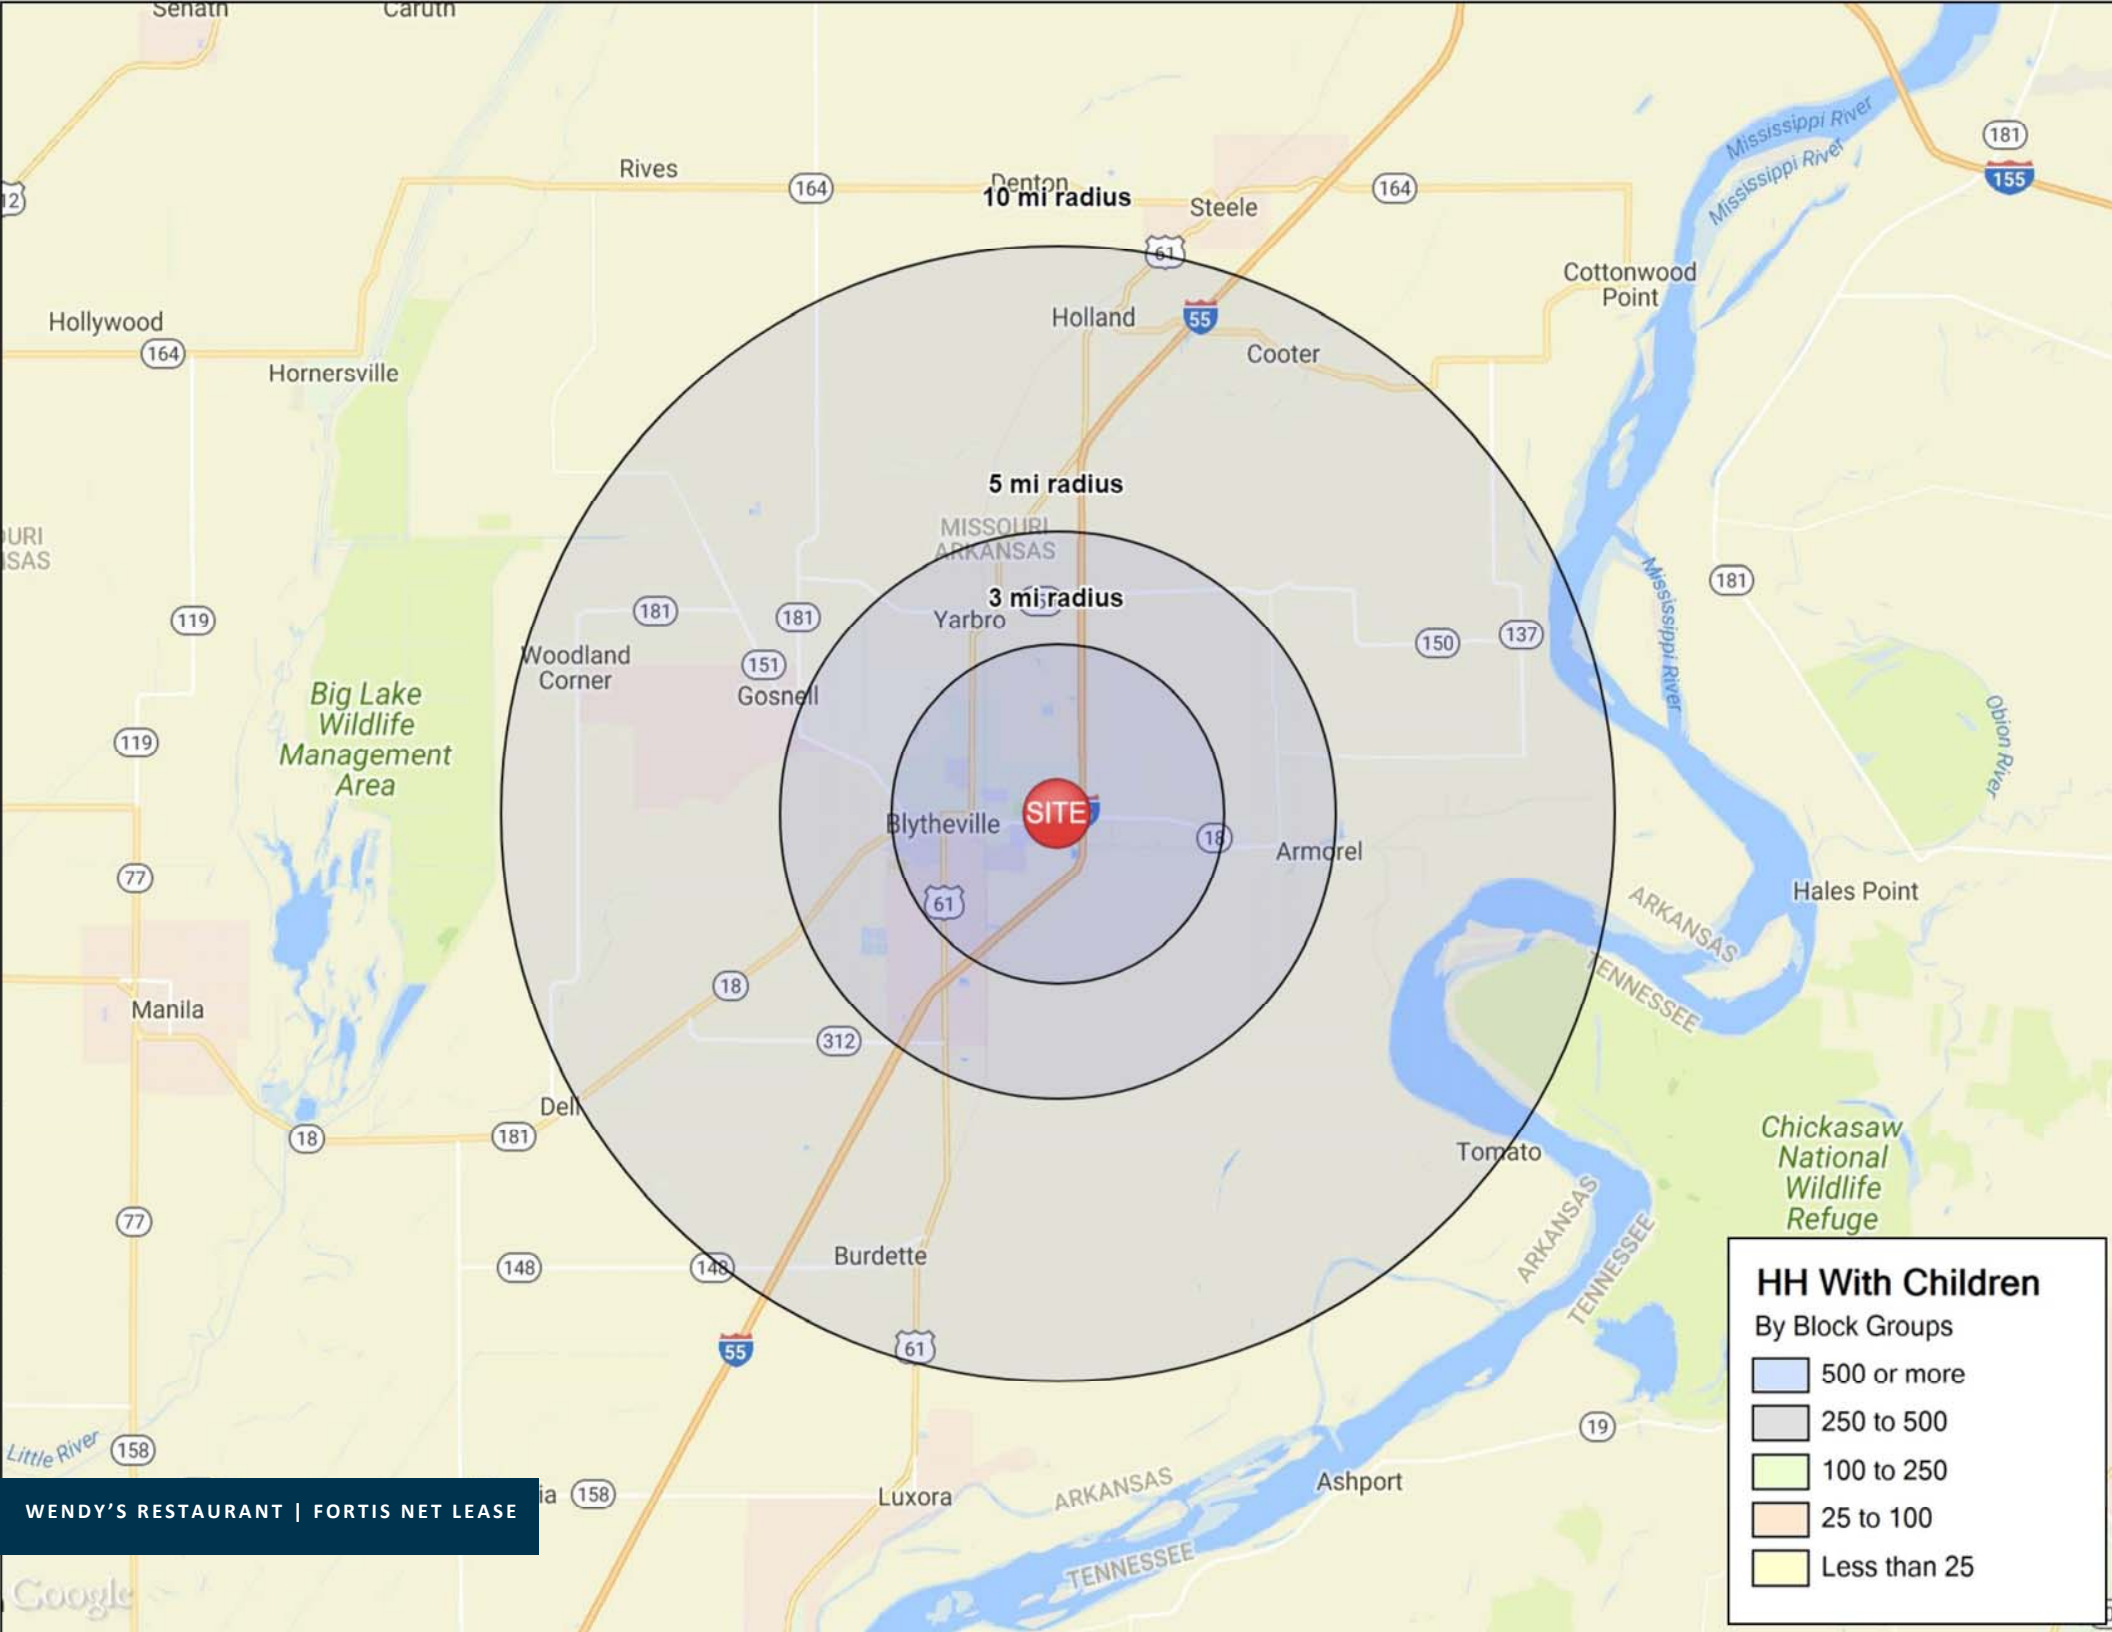 Senath
Caruth
Mississippi River
Mississippi River
181
155
Rives
164
Denton
10 mi radius
164
12
Steele
61
Cottonwood
Point
Hollywood
164
Holland
55
Cooter
Hornersville
5 mi radius
MISSOURI
ARKANSAS
OURI
SAS
3 mi radius
Mississippi River
181
119
181
181
Yarbro
150
137
Woodland
Corner
151
Gosnell
Big Lake
Wildlife
Management
Area
Obion River
119
SITE
Blytheville
18
Armorel
77
61
Hales Point
ARKANSAS
TENNESSEE
18
Manila
312
Dell
18
181
Tomato
Chickasaw
National
Wildlife
Refuge
ARKANSAS
TENNESSEE
77
148
148
Burdette
55
61
HH With Children
By Block Groups
500 or more
250 to 500
100 to 250
25 to 100
Less than 25
Little River
158
19
WENDY'S RESTAURANT | FORTIS NET LEASE
ia
158
Luxora
ARKANSAS
Ashport
TENNESSEE
Google